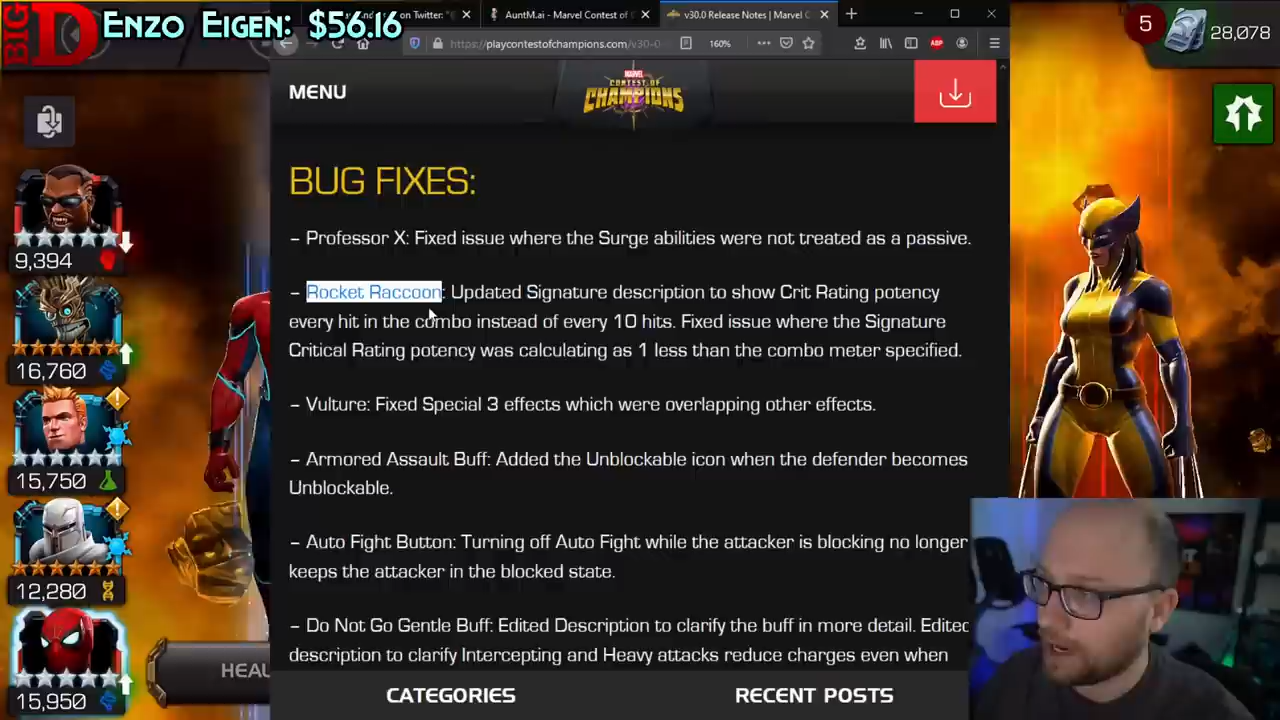 BIG D
ENZO EIGEN: $56.16
on Twitter: "
AuntM.ai - Marvel Contest of
v30.0 Release Notes | Marvel
https://playcontestofchampions.com/v30-0
160%
ABP
5
28,078
MENU
MARVEL
CONTEST OF
CHAMPIONS
BUG FIXES:
– Professor X: Fixed issue where the Surge abilities were not treated as a passive.
– Rocket Raccoon: Updated Signature description to show Crit Rating potency
every hit in the combo instead of every 10 hits. Fixed issue where the Signature
Critical Rating potency was calculating as 1 less than the combo meter specified.
– Vulture: Fixed Special 3 effects which were overlapping other effects.
– Armored Assault Buff: Added the Unblockable icon when the defender becomes
Unblockable.
– Auto Fight Button: Turning off Auto Fight while the attacker is blocking no longer
keeps the attacker in the blocked state.
– Do Not Go Gentle Buff: Edited Description to clarify the buff in more detail. Edited
description to clarify Intercepting and Heavy attacks reduce charges even when
CATEGORIES
RECENT POSTS
9,394
16,760
15,750
12,280
15,950
HEAL